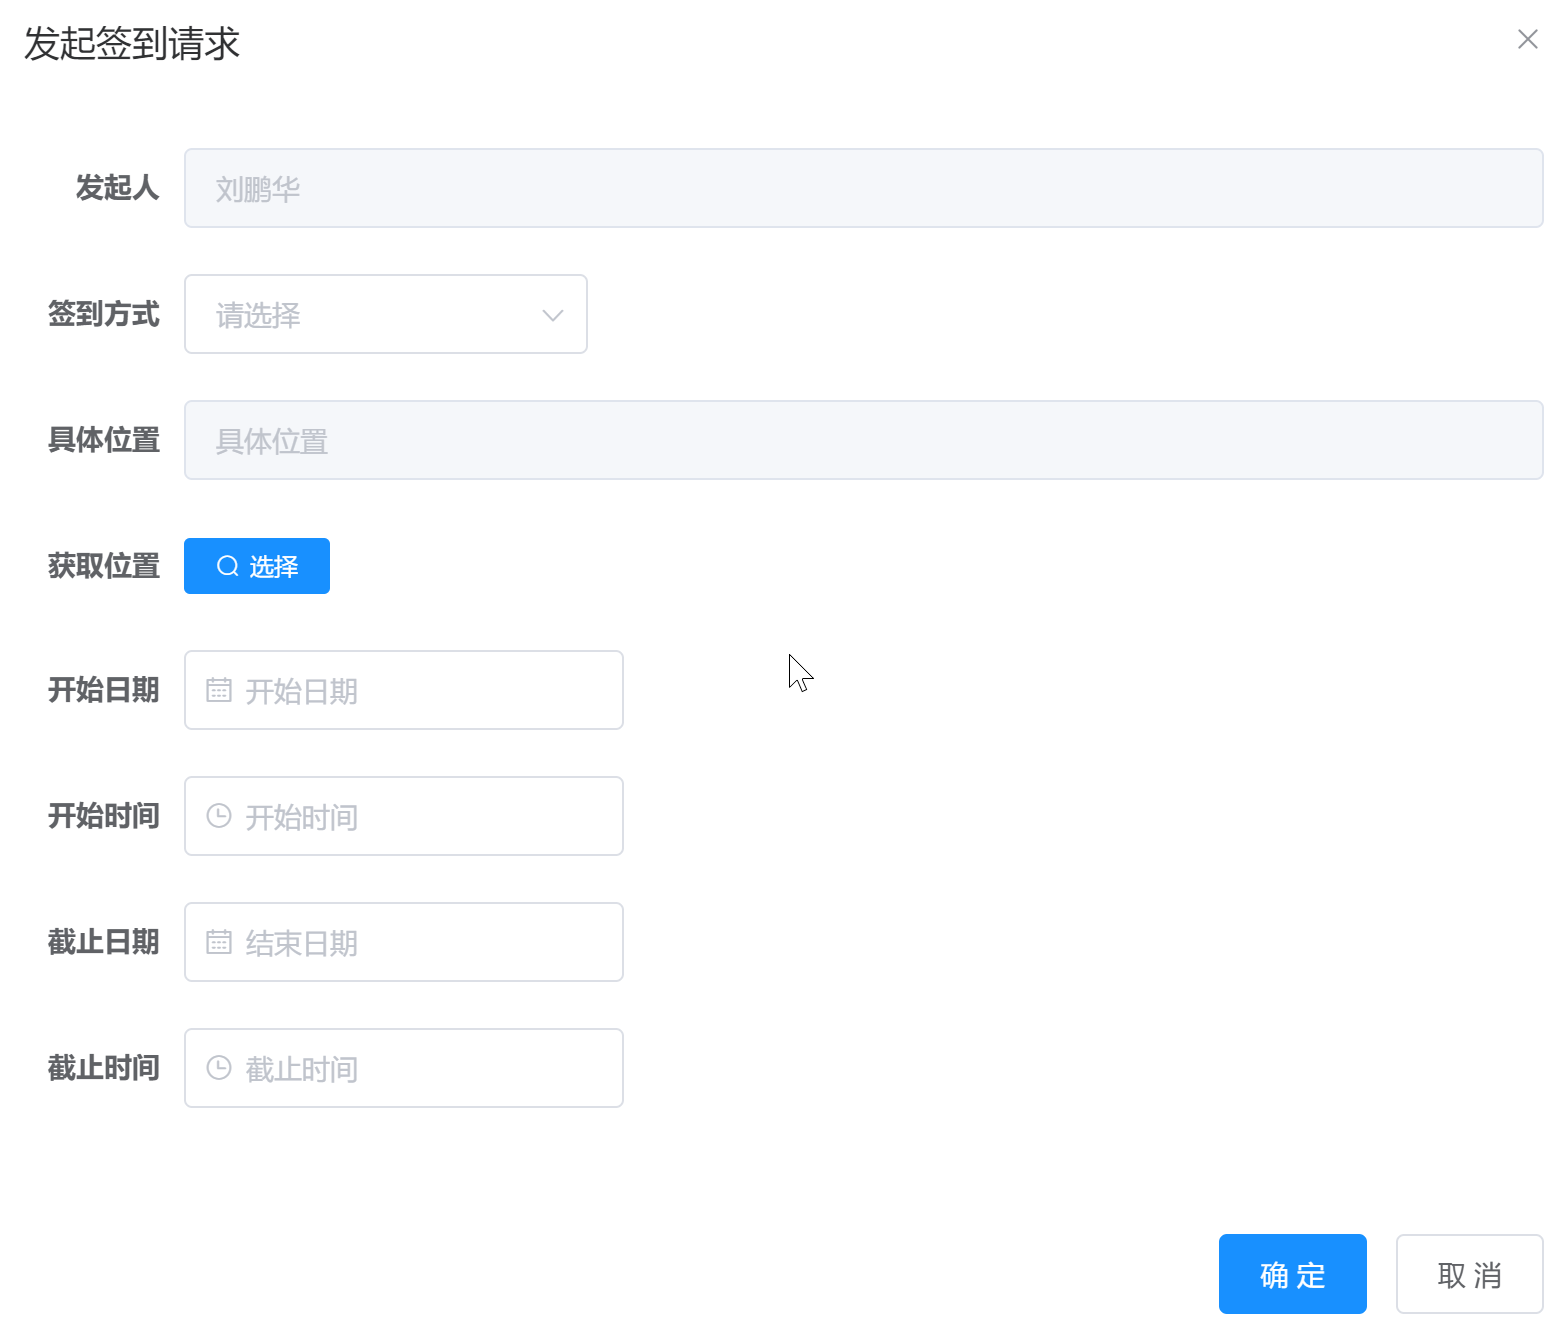 发起签到请求
发起人 刘鹏华
签到方式 请选择
具体位置 具体位置
获取位置 选择
开始日期 开始日期
开始时间 开始时间
截止日期 结束日期
截止时间 截止时间
确 定 取 消